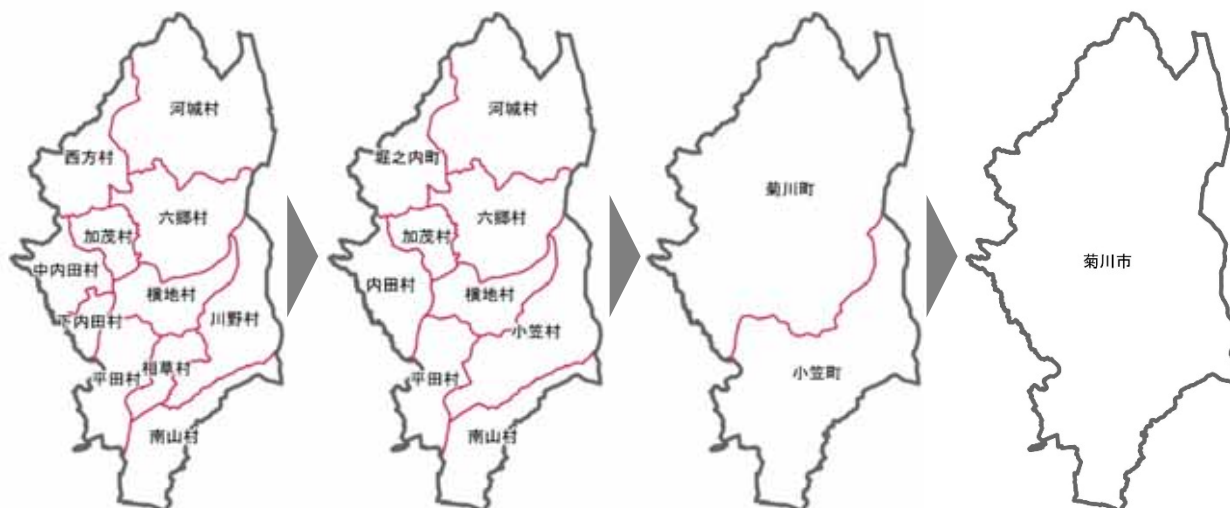 河城村
西方村
六郷村
加茂村
中内田村
横地村
下内田村
川野村
相草村
平田村
南山村
河城村
堀之内町
六郷村
加茂村
内田村
横地村
小笠村
平田村
南山村
菊川町
小笠町
菊川市